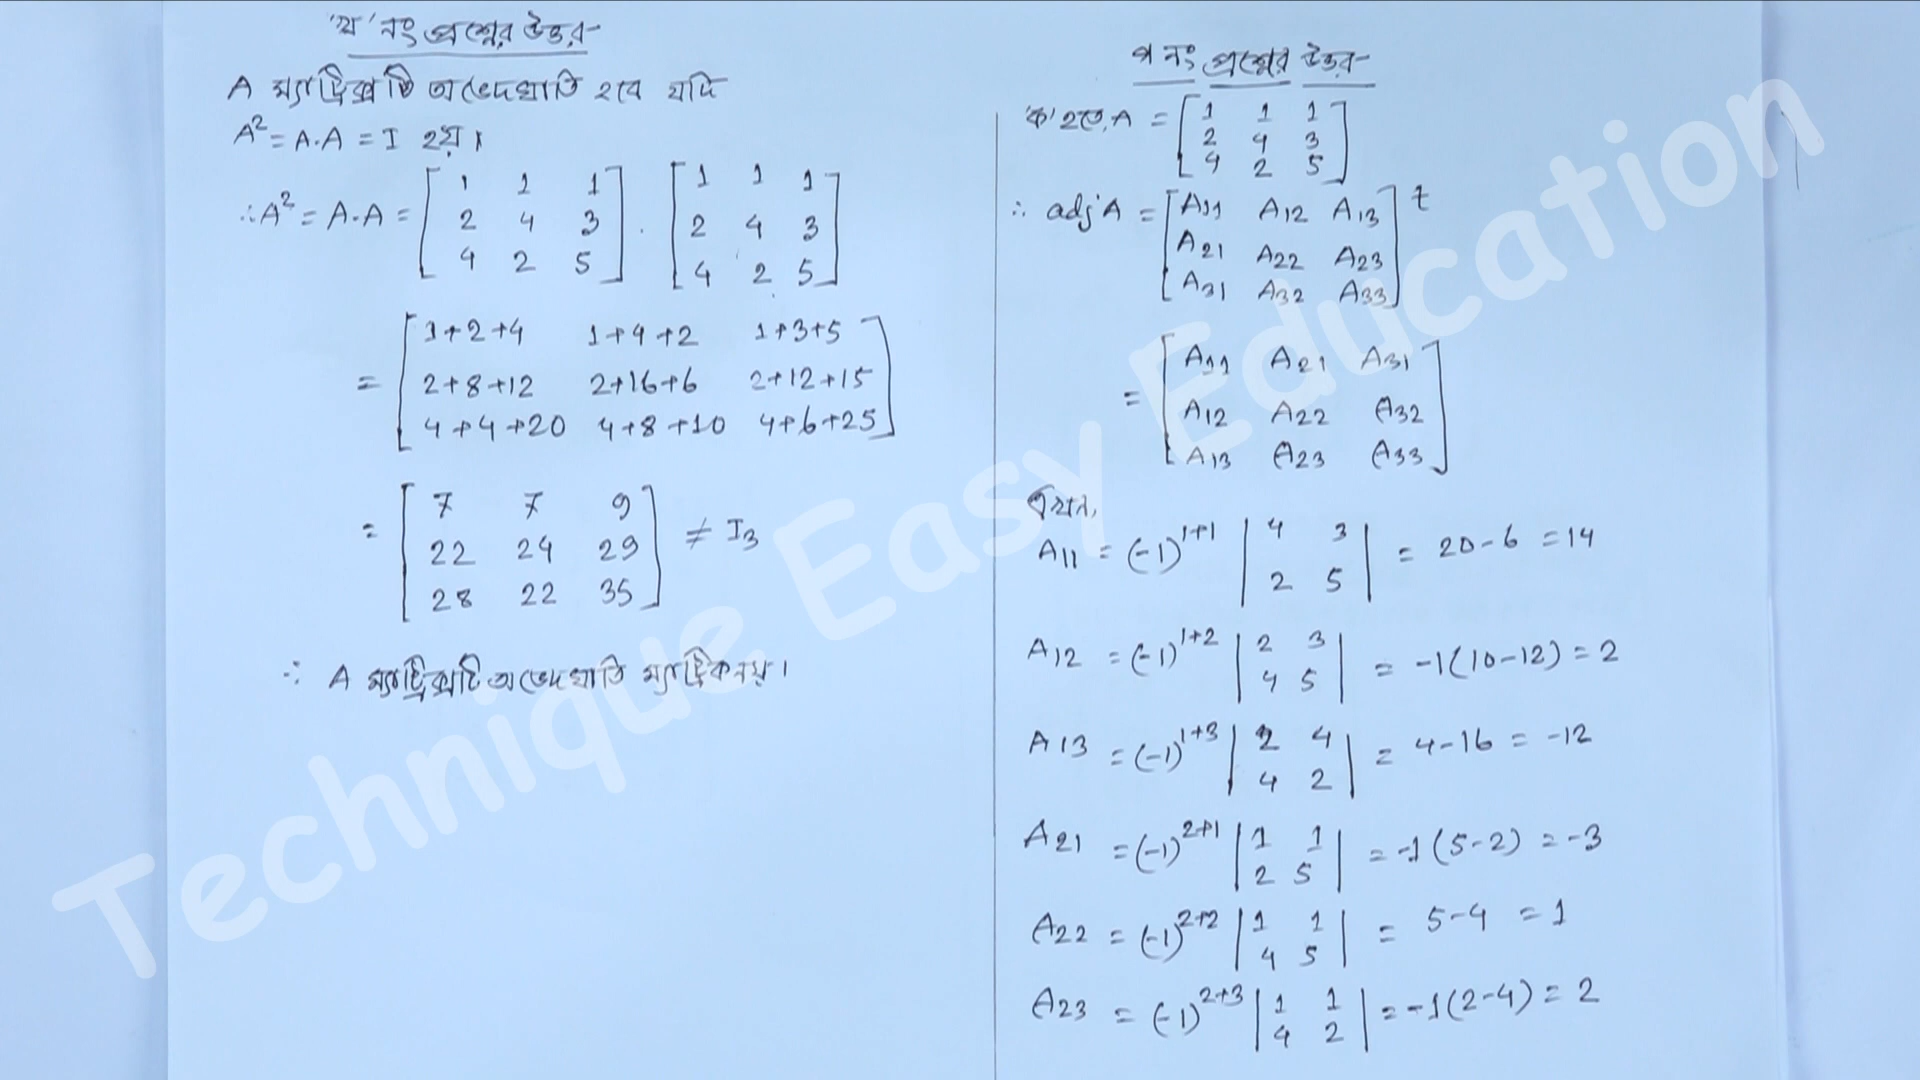 'খ' নং প্রশ্নের উত্তর-
A ম্যাট্রিক্সটি অভেদঘাতি হবে যদি
A² = A.A = I হয়।
∴ A² = A.A = [1 1 1; 2 4 3; 4 2 5] . [1 1 1; 2 4 3; 4 2 5]
= [1+2+4 1+4+2 1+3+5; 2+8+12 2+16+6 2+12+15; 4+4+20 4+8+10 4+6+25]
= [7 7 9; 22 24 29; 28 22 35] ≠ I₃
∴ A ম্যাট্রিক্সটি অভেদঘাতি ম্যাট্রিক নয়।
গ নং প্রশ্নের উত্তর-
'ক' হতে, A = [1 1 1; 2 4 3; 4 2 5]
∴ adj A = [A₁₁ A₁₂ A₁₃; A₂₁ A₂₂ A₂₃; A₃₁ A₃₂ A₃₃]ᵗ
= [A₁₁ A₂₁ A₃₁; A₁₂ A₂₂ A₃₂; A₁₃ A₂₃ A₃₃]
এখানে,
A₁₁ = (-1)¹⁺¹ |4 3; 2 5| = 20-6 = 14
A₁₂ = (-1)¹⁺² |2 3; 4 5| = -1(10-12) = 2
A₁₃ = (-1)¹⁺³ |2 4; 4 2| = 4-16 = -12
A₂₁ = (-1)²⁺¹ |1 1; 2 5| = -1(5-2) = -3
A₂₂ = (-1)²⁺² |1 1; 4 5| = 5-4 = 1
A₂₃ = (-1)²⁺³ |1 1; 4 2| = -1(2-4) = 2
Technique Easy Education